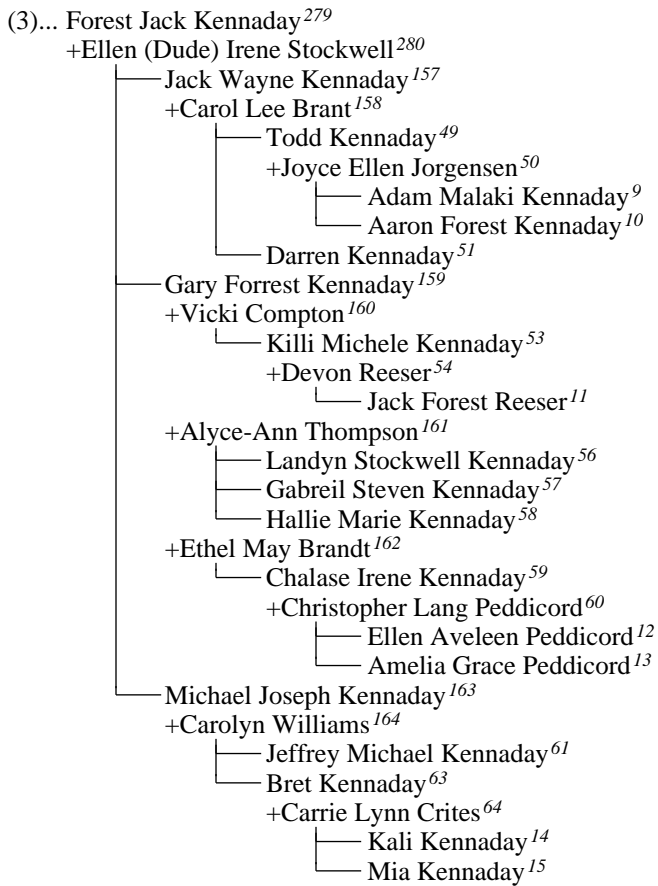 (3)... Forest Jack Kennaday279
+Ellen (Dude) Irene Stockwell280
Jack Wayne Kennaday157
+Carol Lee Brant158
Todd Kennaday49
+Joyce Ellen Jorgensen50
Adam Malaki Kennaday9
Aaron Forest Kennaday10
Darren Kennaday51
Gary Forrest Kennaday159
+Vicki Compton160
Killi Michele Kennaday53
+Devon Reeser54
Jack Forest Reeser11
+Alyce-Ann Thompson161
Landyn Stockwell Kennaday56
Gabreil Steven Kennaday57
Hallie Marie Kennaday58
+Ethel May Brandt162
Chalase Irene Kennaday59
+Christopher Lang Peddicord60
Ellen Aveleen Peddicord12
Amelia Grace Peddicord13
Michael Joseph Kennaday163
+Carolyn Williams164
Jeffrey Michael Kennaday61
Bret Kennaday63
+Carrie Lynn Crites64
Kali Kennaday14
Mia Kennaday15